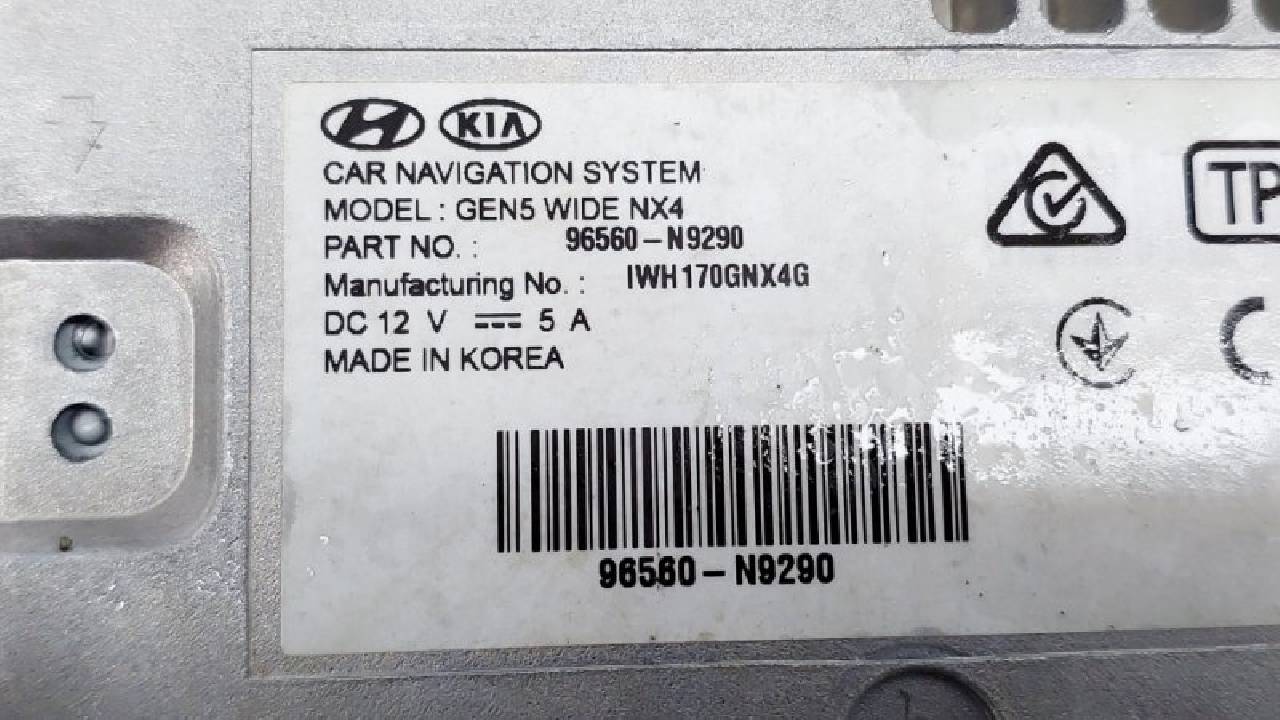 KIA
CAR NAVIGATION SYSTEM
MODEL : GEN5 WIDE NX4
PART NO. : 96560-N9290
Manufacturing No. : IWH170GNX4G
DC 12 V 5 A
MADE IN KOREA
TP
96560-N9290